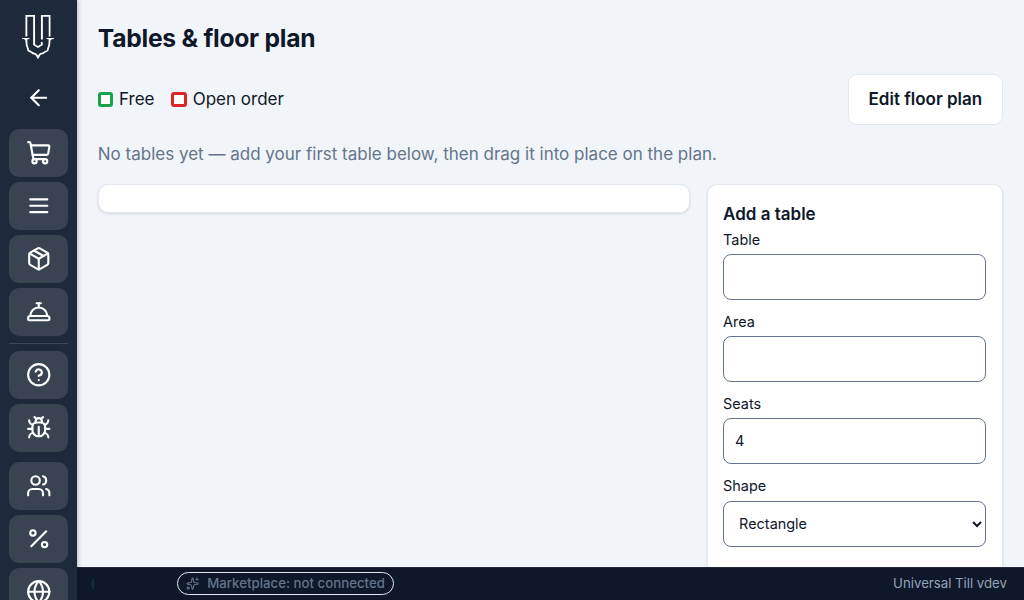 Tables & floor plan
Free
Open order
Edit floor plan
No tables yet — add your first table below, then drag it into place on the plan.
Add a table
Table
Area
Seats
4
Shape
Rectangle
Marketplace: not connected
Universal Till vdev